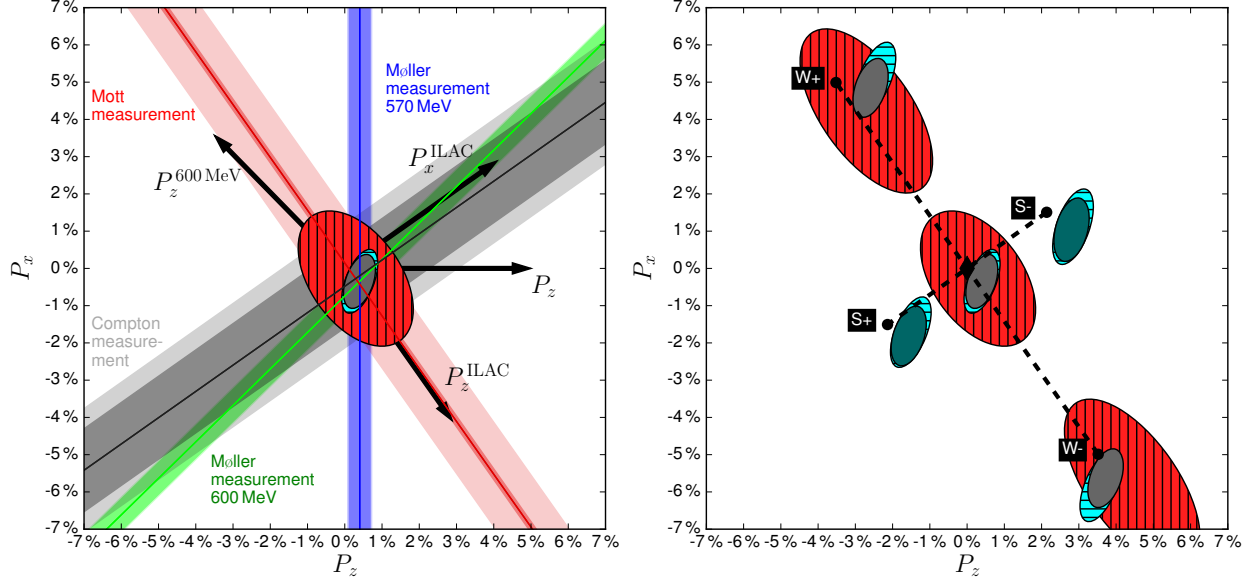 7 %
6 %
5 %
4 %
3 %
2 %
1 %
0 %
-1 %
-2 %
-3 %
-4 %
-5 %
-6 %
-7 %
P_x
Mott
measurement
Møller
measurement
570 MeV
P_x^ILAC
P_z^600 MeV
P_z
Compton
measure-
ment
P_z^ILAC
Møller
measurement
600 MeV
-7 % -6 % -5 % -4 % -3 % -2 % -1 % 0 % 1 % 2 % 3 % 4 % 5 % 6 % 7 %
P_z
7 %
6 %
5 %
4 %
3 %
2 %
1 %
0 %
-1 %
-2 %
-3 %
-4 %
-5 %
-6 %
-7 %
P_x
W+
S-
S+
W-
-7 % -6 % -5 % -4 % -3 % -2 % -1 % 0 % 1 % 2 % 3 % 4 % 5 % 6 % 7 %
P_z